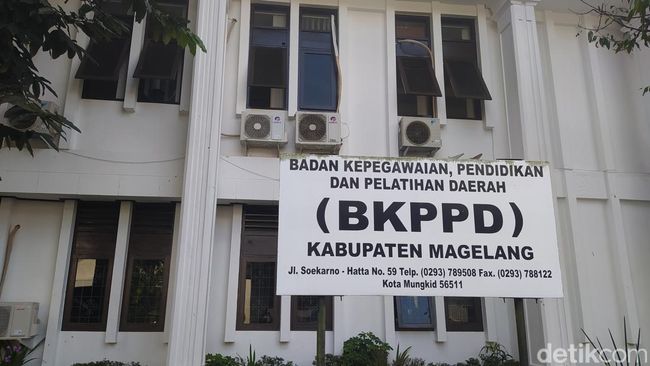 BADAN KEPEGAWAIAN, PENDIDIKAN
DAN PELATIHAN DAERAH
(BKPPD)
KABUPATEN MAGELANG
Jl. Soekarno - Hatta No. 59 Telp. (0293) 789508 Fax. (0293) 788122
Kota Mungkid 56511
detikcom